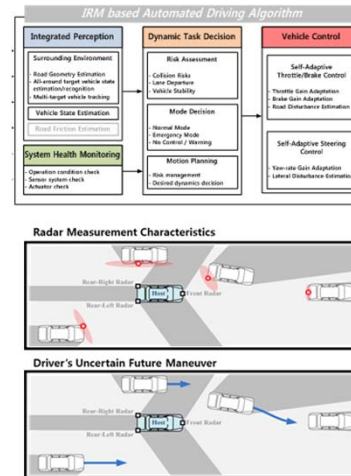 IRM based Automated Driving Algorithm
Integrated Perception
Surrounding Environment
- Road Geometry Estimation
- All-around target vehicle state
estimation/recognition
- Multi-target vehicle tracking
Vehicle State Estimation
Road Friction Estimation
System Health Monitoring
- Operation condition check
- Sensor system check
- Actuator check
Dynamic Task Decision
Risk Assessment
- Collision Risks
- Lane Departure
- Vehicle Stability
Mode Decision
- Normal Mode
- Emergency Mode
- No Control / Warning
Motion Planning
- Risk management
- Desired dynamics decision
Vehicle Control
Self-Adaptive
Throttle/Brake Control
- Throttle Gain Adaptation
- Brake Gain Adaptation
- Road Disturbance Estimation
Self-Adaptive Steering
Control
- Yaw-rate Gain Adaptation
- Lateral Disturbance Estimation
Radar Measurement Characteristics
Rear-Right Radar
Host
Front Radar
Rear-Left Radar
Driver's Uncertain Future Maneuver
Rear-Right Radar
Host
Front Radar
Rear-Left Radar